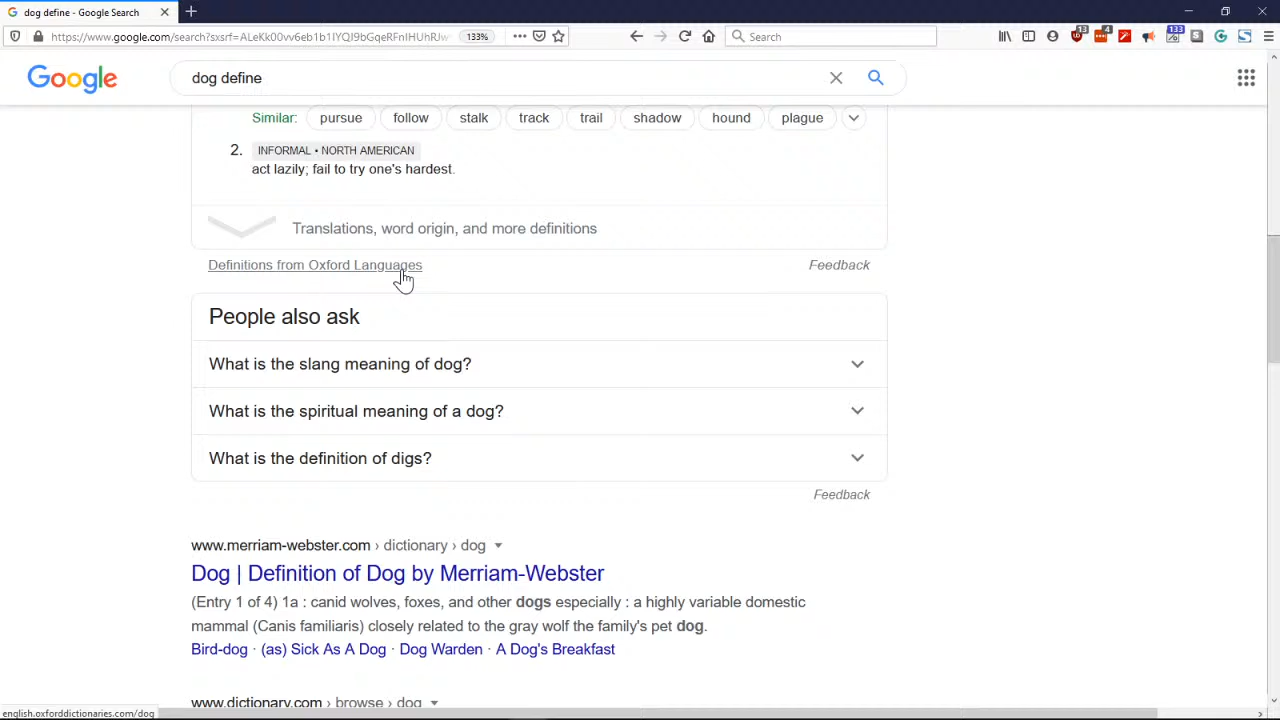 dog define - Google Search
https://www.google.com/search?sxsrf=
133%
Search
13
4
133
Google
dog define
Similar: pursue follow stalk track trail shadow hound plague
2. INFORMAL • NORTH AMERICAN
act lazily; fail to try one's hardest.
Translations, word origin, and more definitions
Definitions from Oxford Languages
Feedback
People also ask
What is the slang meaning of dog?
What is the spiritual meaning of a dog?
What is the definition of digs?
Feedback
www.merriam-webster.com › dictionary › dog
Dog | Definition of Dog by Merriam-Webster
(Entry 1 of 4) 1a : canid wolves, foxes, and other dogs especially : a highly variable domestic
mammal (Canis familiaris) closely related to the gray wolf the family's pet dog.
Bird-dog · (as) Sick As A Dog · Dog Warden · A Dog's Breakfast
www.dictionary.com › browse › dog
english.oxforddictionaries.com/dog